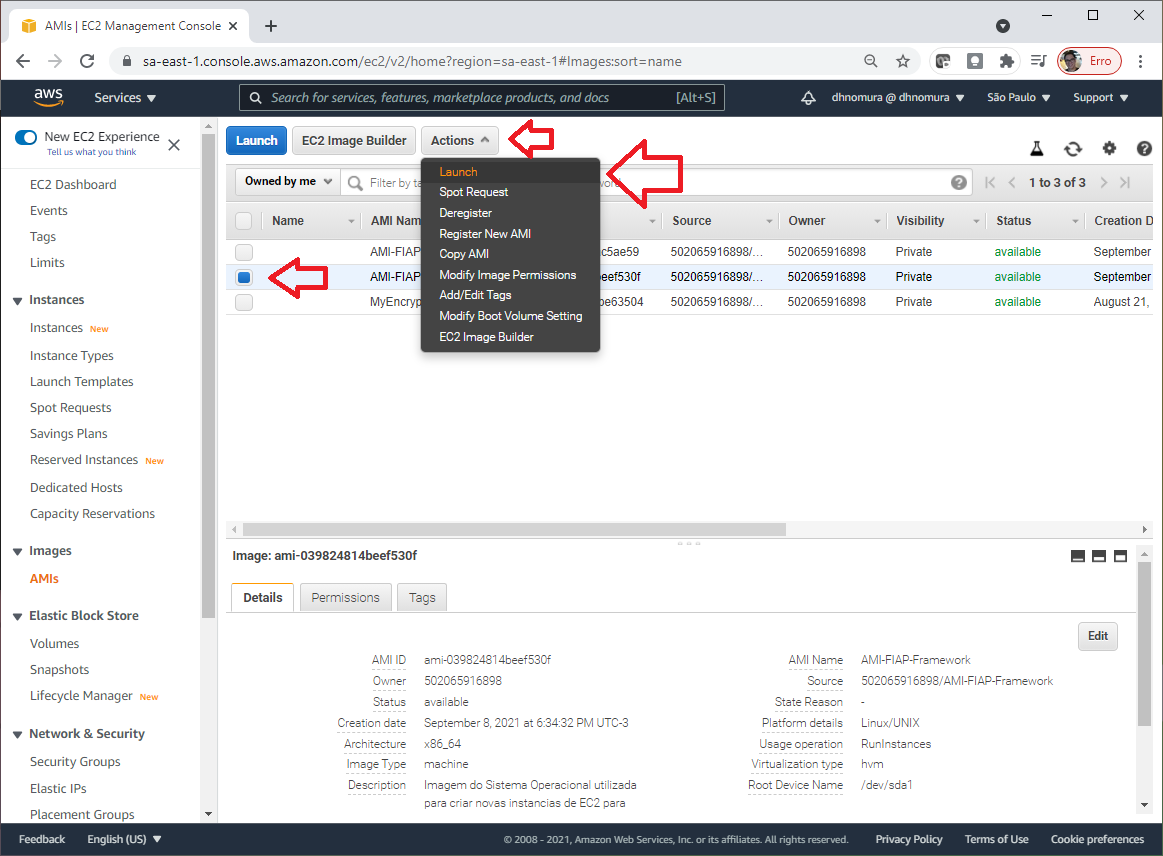 AMIs | EC2 Management Console
sa-east-1.console.aws.amazon.com/ec2/v2/home?region=sa-east-1#Images:sort=name
Erro
aws
Services
Search for services, features, marketplace products, and docs [Alt+S]
dhnomura @ dhnomura
São Paulo
Support
New EC2 Experience
Tell us what you think
EC2 Dashboard
Events
Tags
Limits
Instances
Instances New
Instance Types
Launch Templates
Spot Requests
Savings Plans
Reserved Instances New
Dedicated Hosts
Capacity Reservations
Images
AMIs
Elastic Block Store
Volumes
Snapshots
Lifecycle Manager New
Network & Security
Security Groups
Elastic IPs
Placement Groups
Launch
EC2 Image Builder
Actions
Launch
Spot Request
Deregister
Register New AMI
Copy AMI
Modify Image Permissions
Add/Edit Tags
Modify Boot Volume Setting
EC2 Image Builder
Owned by me
Filter by
1 to 3 of 3
Name AMI Nam Source Owner Visibility Status Creation D
AMI-FIAP c5ae59 502065916898/... 502065916898 Private available September
AMI-FIAP eef530f 502065916898/... 502065916898 Private available September
MyEncryp be63504 502065916898/... 502065916898 Private available August 21,
Image: ami-039824814beef530f
Details
Permissions
Tags
Edit
AMI ID ami-039824814beef530f AMI Name AMI-FIAP-Framework
Owner 502065916898 Source 502065916898/AMI-FIAP-Framework
Status available State Reason -
Creation date September 8, 2021 at 6:34:32 PM UTC-3 Platform details Linux/UNIX
Architecture x86_64 Usage operation RunInstances
Image Type machine Virtualization type hvm
Description Imagem do Sistema Operacional utilizada Root Device Name /dev/sda1
para criar novas instancias de EC2 para
Feedback
English (US)
© 2008 - 2021, Amazon Web Services, Inc. or its affiliates. All rights reserved.
Privacy Policy
Terms of Use
Cookie preferences